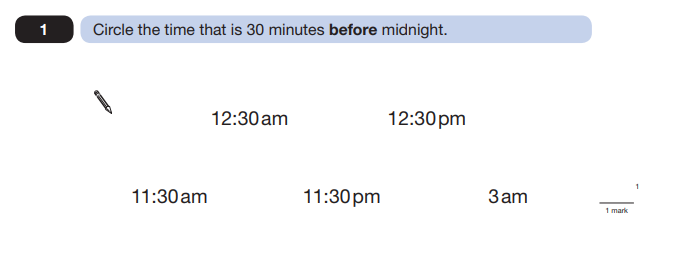 1 Circle the time that is 30 minutes before midnight.
12:30am 12:30pm
11:30am 11:30pm 3am
1
1 mark